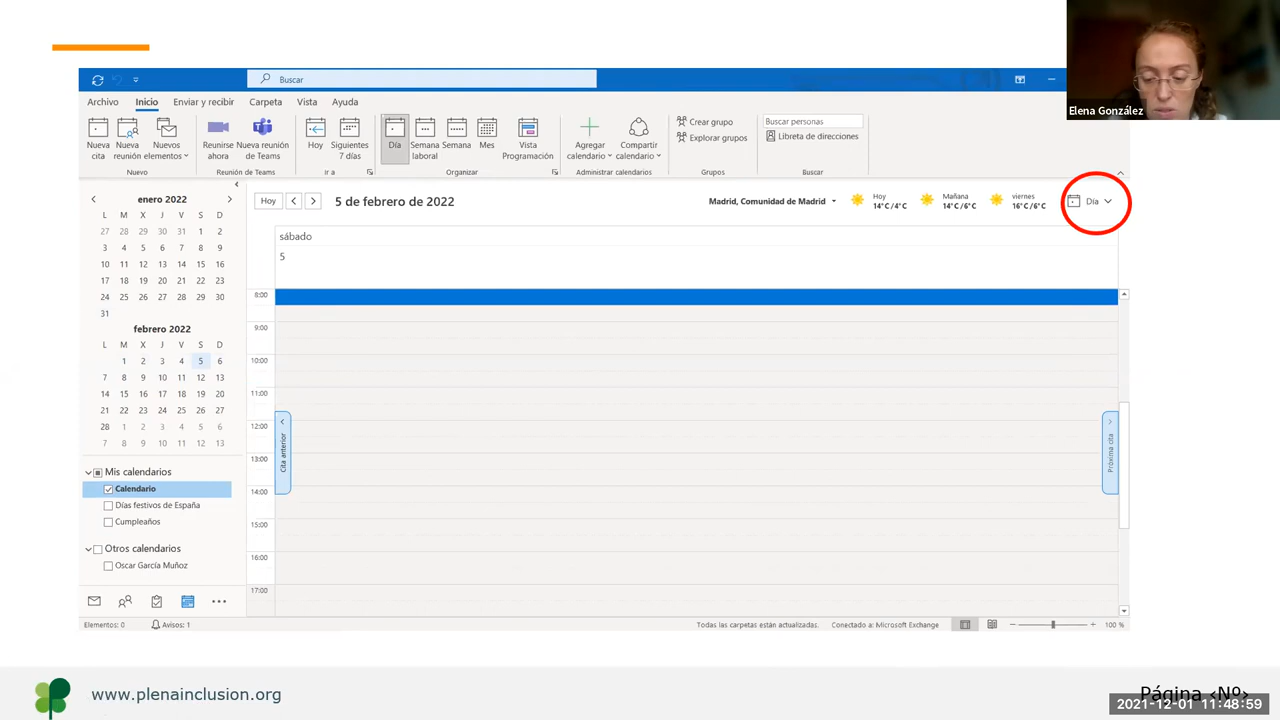 Elena González
Buscar
Archivo Inicio Enviar y recibir Carpeta Vista Ayuda
Nueva cita
Nueva reunión
Nuevos elementos
Reunirse ahora
Nueva reunión de Teams
Hoy
Siguientes 7 días
Día
Semana laboral
Semana
Mes
Vista Programación
Agregar calendario
Compartir calendario
Crear grupo
Explorar grupos
Buscar personas
Libreta de direcciones
Nuevo Reunión de Teams Ir a Organizar Administrar calendarios Grupos Buscar
enero 2022
L M X J V S D
27 28 29 30 31 1 2
3 4 5 6 7 8 9
10 11 12 13 14 15 16
17 18 19 20 21 22 23
24 25 26 27 28 29 30
31
febrero 2022
L M X J V S D
1 2 3 4 5 6
7 8 9 10 11 12 13
14 15 16 17 18 19 20
21 22 23 24 25 26 27
28 1 2 3 4 5 6
7 8 9 10 11 12 13
Mis calendarios
Calendario
Días festivos de España
Cumpleaños
Otros calendarios
Oscar García Muñoz
Hoy 5 de febrero de 2022
Madrid, Comunidad de Madrid
Hoy
14°C/4°C
Mañana
14°C/6°C
viernes
16°C/6°C
Día
sábado
5
8:00
9:00
10:00
11:00
12:00
13:00
14:00
15:00
16:00
17:00
Cita anterior
Próxima cita
Elementos: 0 Avisos: 1 Todas las carpetas están actualizadas. Conectado a: Microsoft Exchange 100 %
www.plenainclusion.org
Página ‹Nº›
2021-12-01 11:48:59